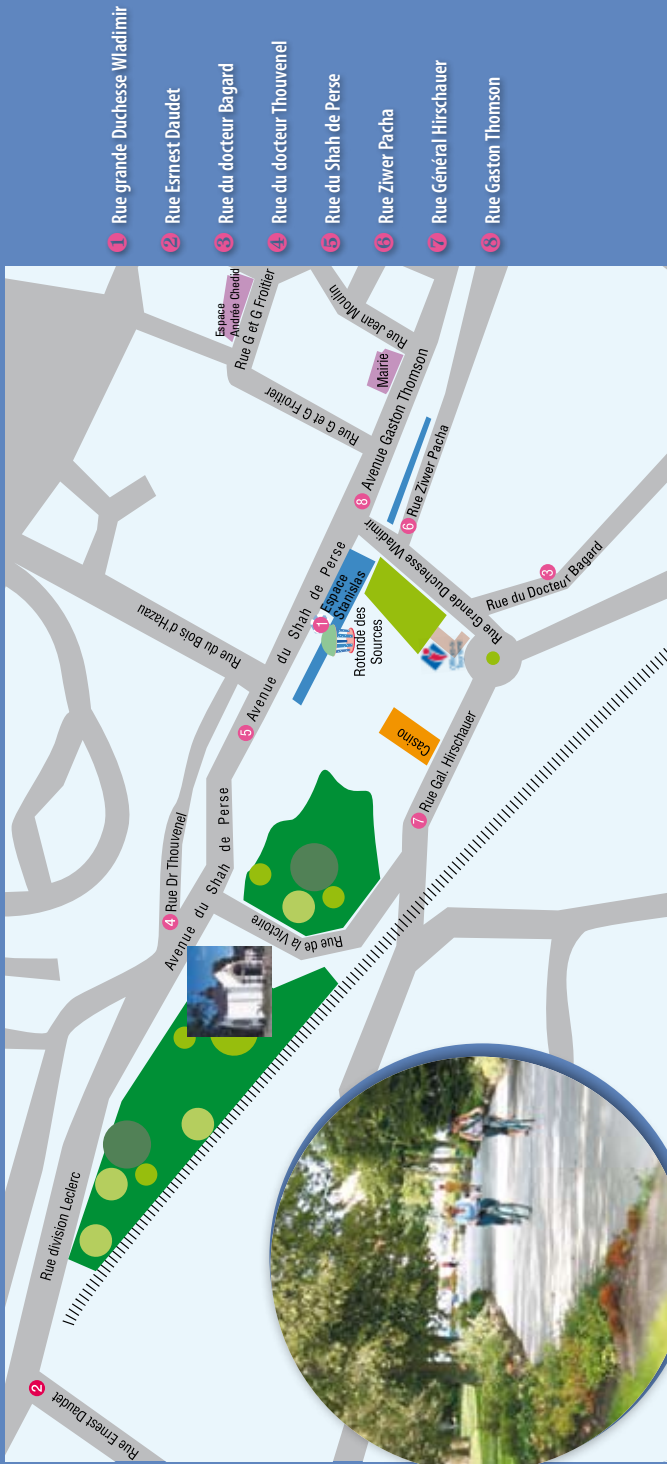 1 Rue grande Duchesse Wladimir
2 Rue Esrnest Daudet
3 Rue du docteur Bagard
4 Rue du docteur Thouvenel
5 Rue du Shah de Perse
6 Rue Ziwer Pacha
7 Rue Général Hirschauer
8 Rue Gaston Thomson
Espace
Andrée Chedid
Rue G et G Froitier
Rue Jean Moulin
Mairie
Rue G et G Froitier
8 Avenue Gaston Thomson
6 Rue Ziwer Pacha
Rue Grande Duchesse Wladimir
3
Rue du Docteur Bagard
Rue du Bois d'Hazau
5 Avenue du Shah de Perse
1
Espace
Stanislas
Rotonde des
Sources
Casino
7 Rue Gal. Hirschauer
4 Rue Dr Thouvenel
Avenue du Shah de Perse
Rue de la Victoire
Rue division Leclerc
2
Rue Ernest Daudet